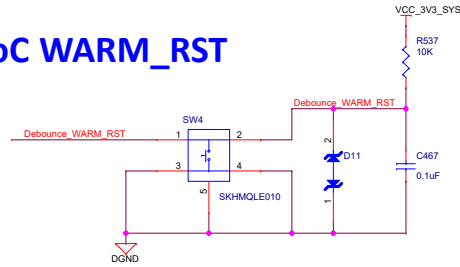 VCC_3V3_SYS
oC WARM_RST
R537
10K
Debounce_WARM_RST
SW4
Debounce_WARM_RST
1
2
3
4
5
SKHMQLE010
2
D11
1
C467
0.1uF
DGND